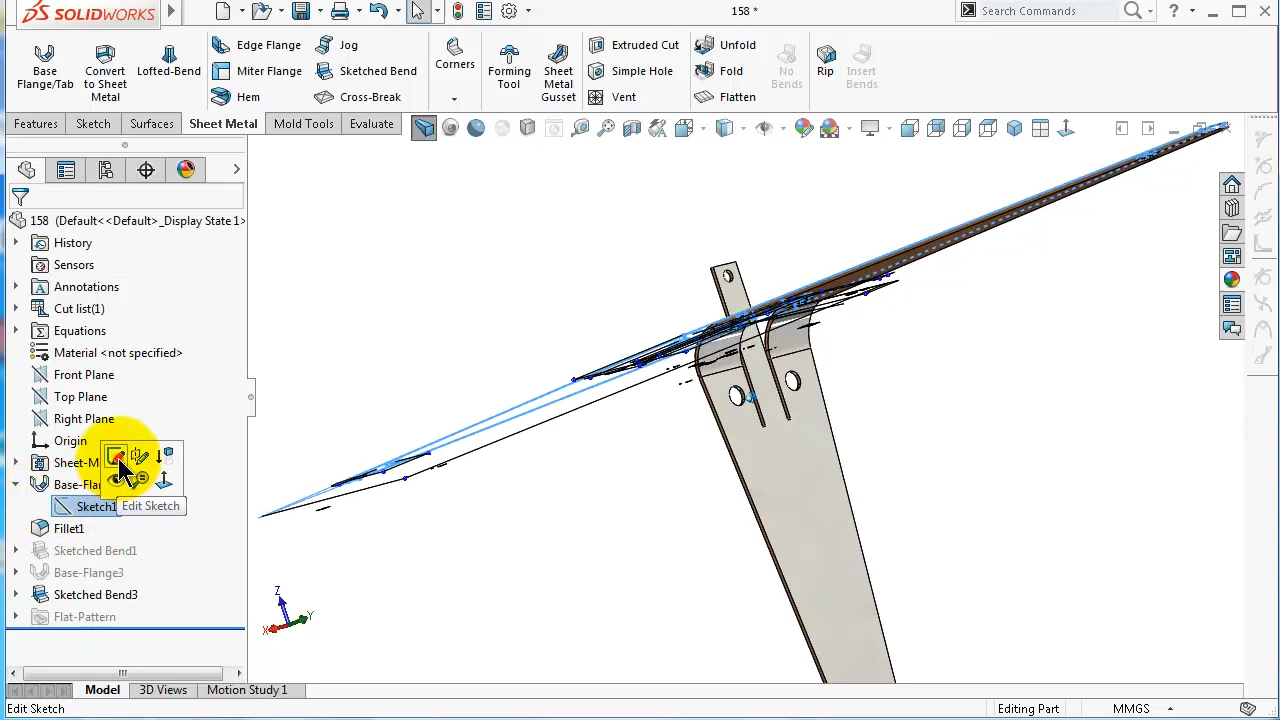 SOLIDWORKS
158 *
Search Commands
Base Flange/Tab
Convert to Sheet Metal
Lofted-Bend
Edge Flange
Miter Flange
Hem
Jog
Sketched Bend
Cross-Break
Corners
Forming Tool
Sheet Metal Gusset
Extruded Cut
Simple Hole
Vent
Unfold
Fold
Flatten
No Bends
Rip
Insert Bends
Features
Sketch
Surfaces
Sheet Metal
Mold Tools
Evaluate
158 (Default<<Default>_Display State 1>
History
Sensors
Annotations
Cut list(1)
Equations
Material <not specified>
Front Plane
Top Plane
Right Plane
Origin
Sheet-M
Base-Fla
Sketch1
Edit Sketch
Fillet1
Sketched Bend1
Base-Flange3
Sketched Bend3
Flat-Pattern
Z
Y
X
Model
3D Views
Motion Study 1
Edit Sketch
Editing Part
MMGS